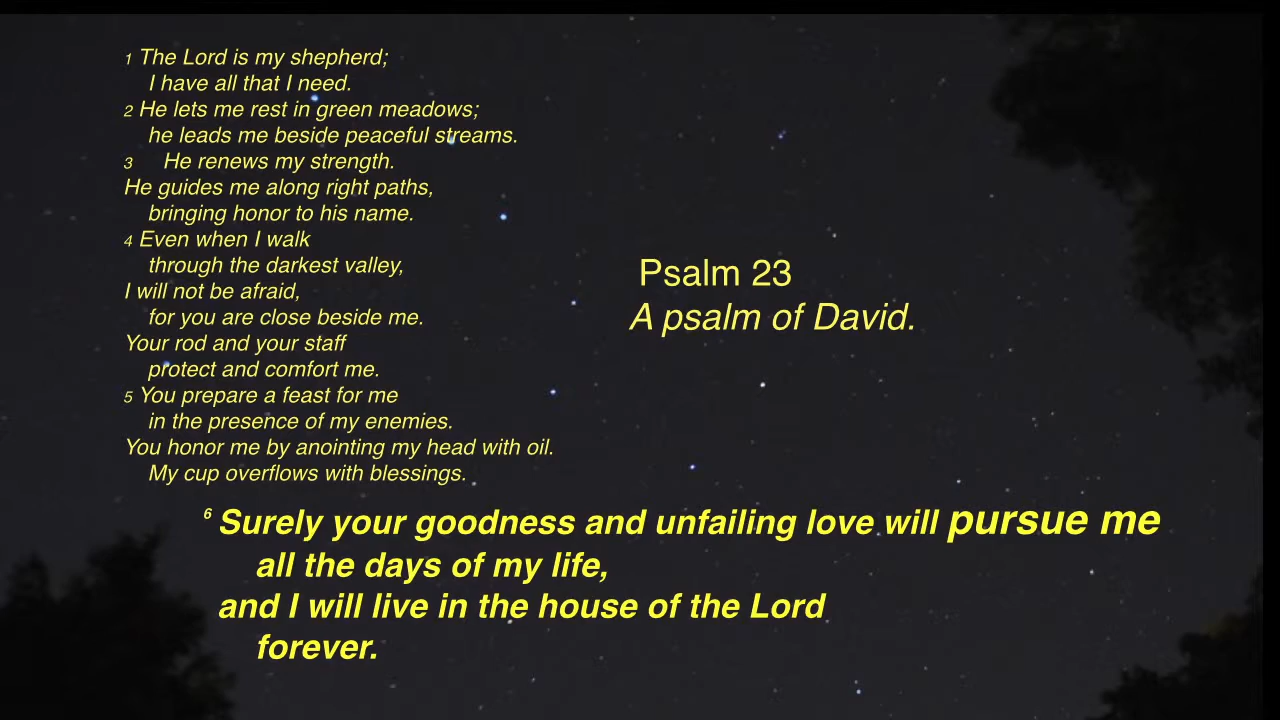 1 The Lord is my shepherd;
I have all that I need.
2 He lets me rest in green meadows;
he leads me beside peaceful streams.
3 He renews my strength.
He guides me along right paths,
bringing honor to his name.
4 Even when I walk
through the darkest valley,
I will not be afraid,
for you are close beside me.
Your rod and your staff
protect and comfort me.
5 You prepare a feast for me
in the presence of my enemies.
You honor me by anointing my head with oil.
My cup overflows with blessings.
Psalm 23
A psalm of David.
6 Surely your goodness and unfailing love will pursue me
all the days of my life,
and I will live in the house of the Lord
forever.